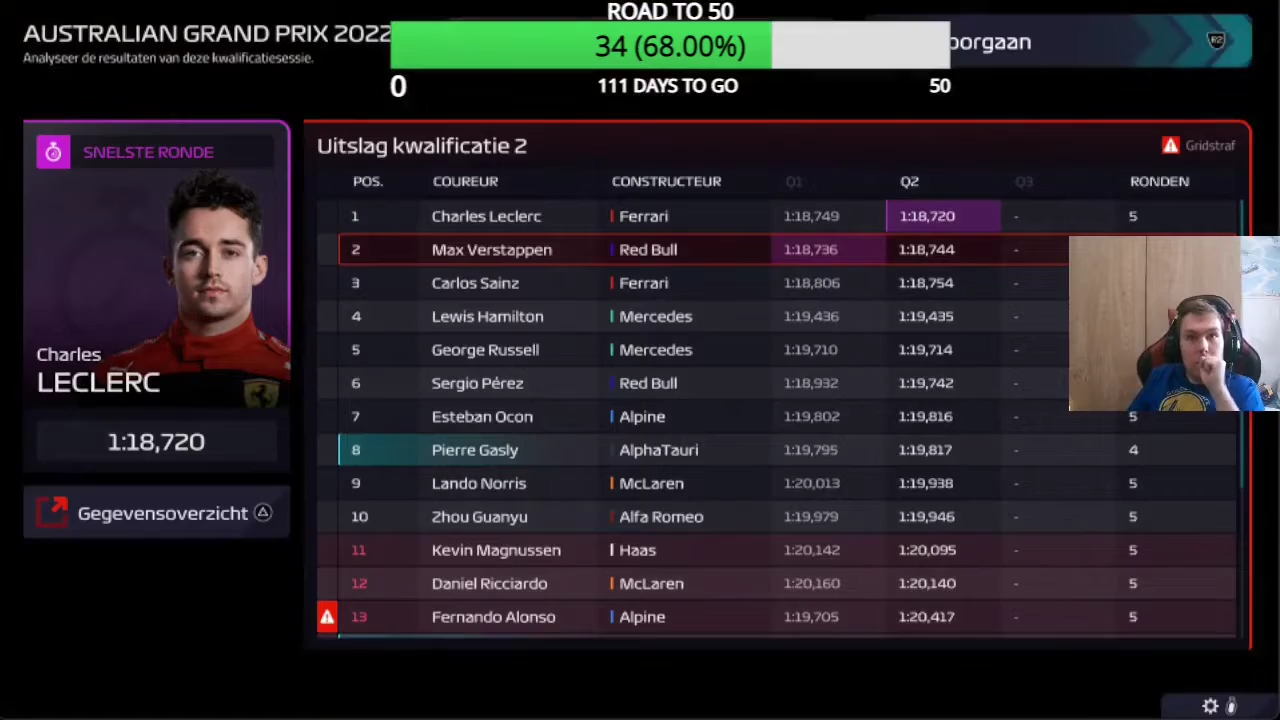 ROAD TO 50
34 (68.00%)
0
111 DAYS TO GO
50
AUSTRALIAN GRAND PRIX 2022
Analyseer de resultaten van deze kwalificatiesessie.
R2
SNELSTE RONDE
Charles
LECLERC
1:18,720
Gegevensoverzicht
Uitslag kwalificatie 2
Gridstraf
POS. COUREUR CONSTRUCTEUR Q1 Q2 Q3 RONDEN
1 Charles Leclerc Ferrari 1:18,749 1:18,720 - 5
2 Max Verstappen Red Bull 1:18,736 1:18,744 -
3 Carlos Sainz Ferrari 1:18,806 1:18,754 -
4 Lewis Hamilton Mercedes 1:19,436 1:19,435 -
5 George Russell Mercedes 1:19,710 1:19,714 -
6 Sergio Pérez Red Bull 1:18,932 1:19,742 -
7 Esteban Ocon Alpine 1:19,802 1:19,816 - 5
8 Pierre Gasly AlphaTauri 1:19,795 1:19,817 - 4
9 Lando Norris McLaren 1:20,013 1:19,938 - 5
10 Zhou Guanyu Alfa Romeo 1:19,979 1:19,946 - 5
11 Kevin Magnussen Haas 1:20,142 1:20,095 - 5
12 Daniel Ricciardo McLaren 1:20,160 1:20,140 - 5
13 Fernando Alonso Alpine 1:19,705 1:20,417 - 5